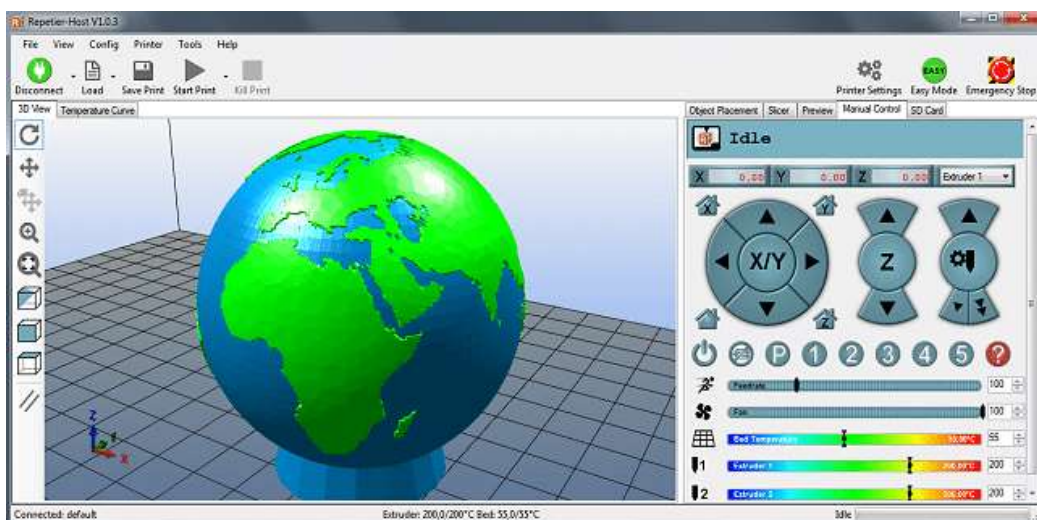 Repetier-Host V1.0.3
File View Config Printer Tools Help
Disconnect Load Save Print Start Print Kill Print Printer Settings Easy Mode Emergency Stop
EASY
3D View Temperature Curve Object Placement Slicer Preview Manual Control SD Card
Idle
X 0.00 Y 0.00 Z 0.00 Extruder 1
X Y
X/Y Z
Z
P 1 2 3 4 5 ?
Feedrate 100
Fan 100
Bed Temperature 55
1 Extruder 1 200.00°C 200
2 Extruder 2 200.00°C 200
Z
Y
X
Connected: default Extruder: 200,0/200°C Bed: 55,0/55°C Idle